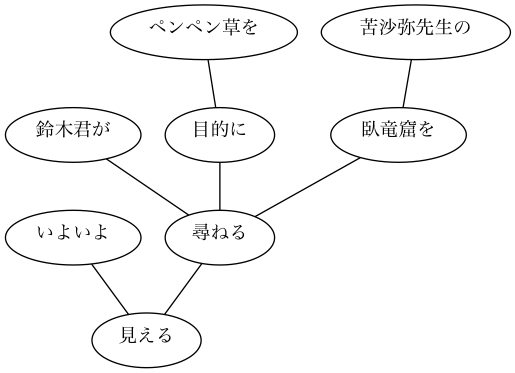 ペンペン草を
苦沙弥先生の
鈴木君が
目的に
臥竜窟を
いよいよ
尋ねる
見える